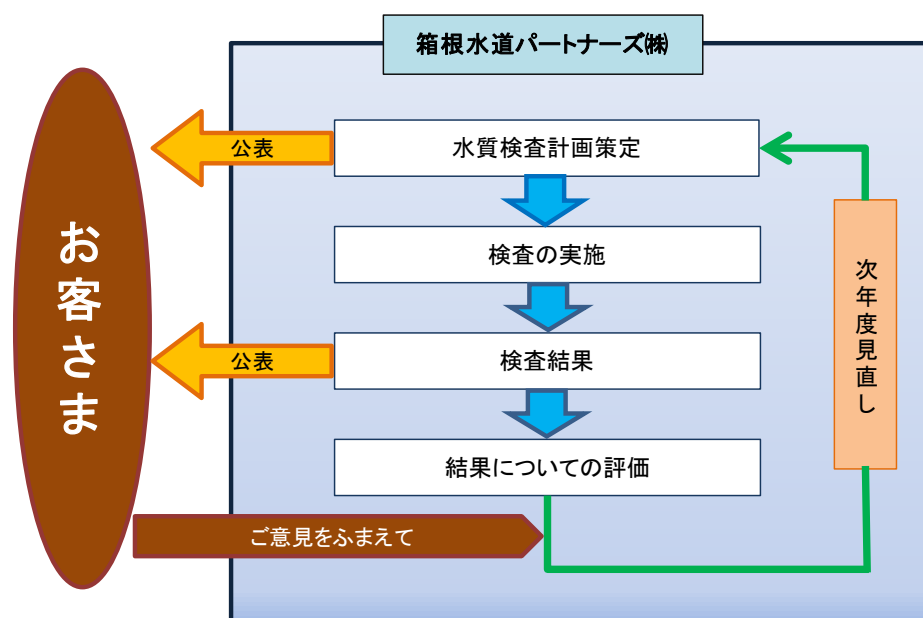 箱根水道パートナーズ㈱
公表
水質検査計画策定
検査の実施
公表
検査結果
結果についての評価
ご意見をふまえて
お客さま
次年度見直し